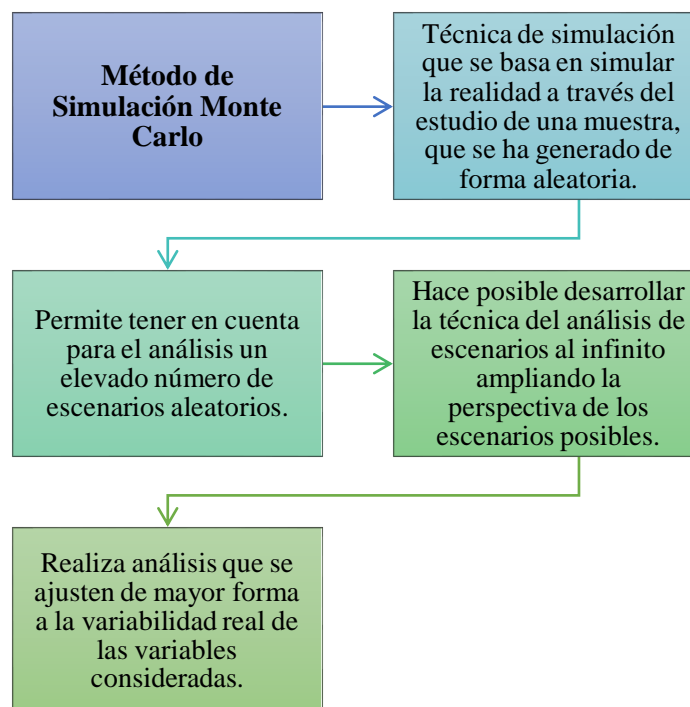 Método de
Simulación Monte
Carlo
Técnica de simulación
que se basa en simular
la realidad a través del
estudio de una muestra,
que se ha generado de
forma aleatoria.
Permite tener en cuenta
para el análisis un
elevado número de
escenarios aleatorios.
Hace posible desarrollar
la técnica del análisis de
escenarios al infinito
ampliando la
perspectiva de los
escenarios posibles.
Realiza análisis que se
ajusten de mayor forma
a la variabilidad real de
las variables
consideradas.